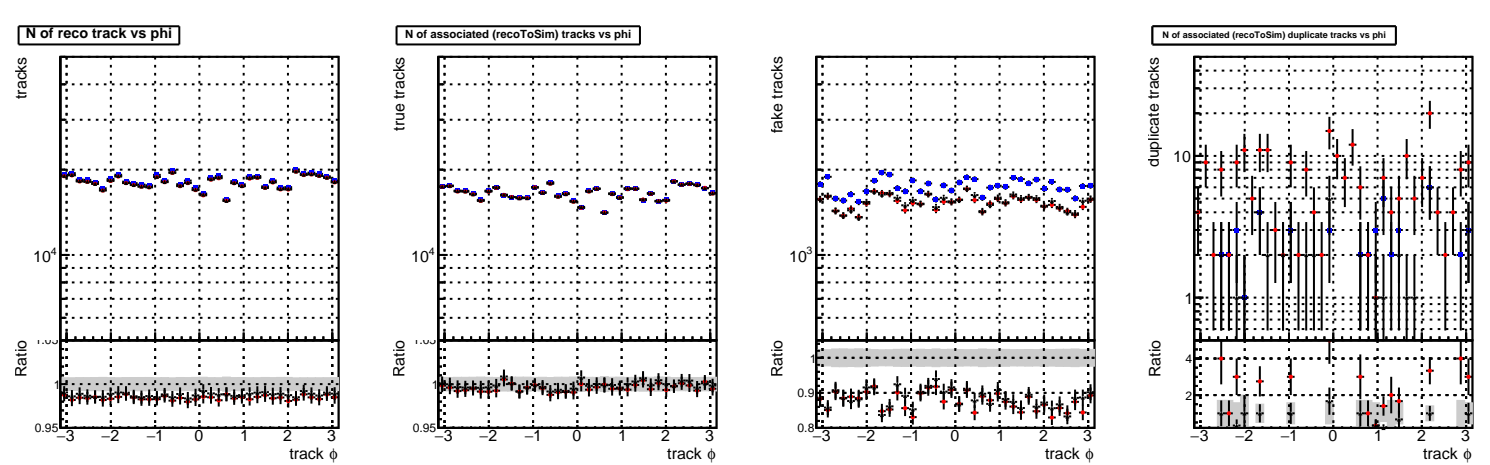 N of reco track vs phi
tracks
10⁴
Ratio
1.05
1
0.95
−3 −2 −1 0 1 2 3
track ϕ
N of associated (recoToSim) tracks vs phi
true tracks
10⁴
Ratio
1.05
1
0.95
−3 −2 −1 0 1 2 3
track ϕ
fake tracks
10³
Ratio
1
0.9
0.8
−3 −2 −1 0 1 2 3
track ϕ
N of associated (recoToSim) duplicate tracks vs phi
duplicate tracks
10
1
Ratio
4
2
−3 −2 −1 0 1 2 3
track ϕ